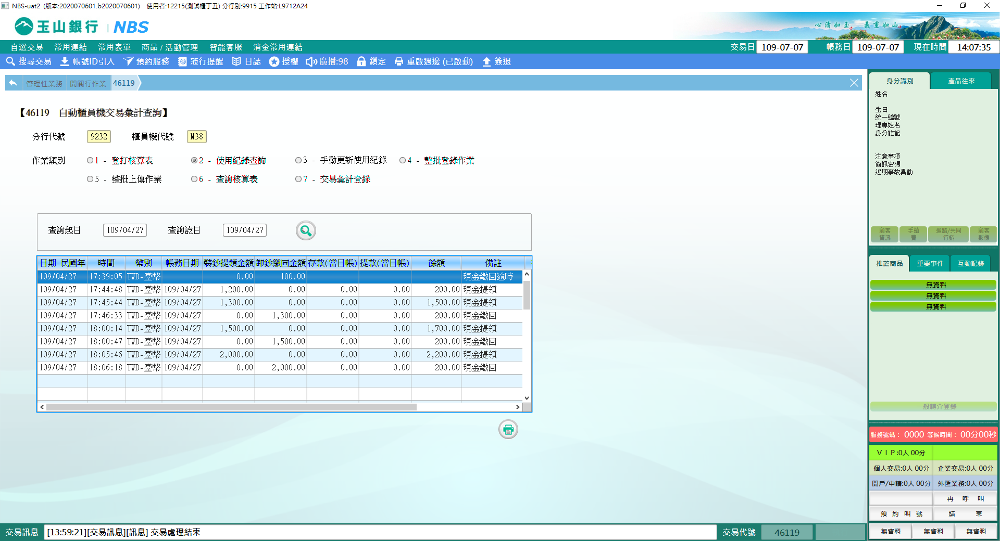 NBS-uat2 (版本:2020070601.b2020070601) 使用者:12215(測試櫃丁丑) 分行別:9915 工作站:L9712A24
玉山銀行 | NBS
心清如玉。義重如山。
自選交易 常用連結 常用表單 商品 / 活動管理 智能客服 消金常用連結 交易日 109-07-07 帳務日 109-07-07 現在時間 14:07:35
搜尋交易 帳號ID引入 預約服務 蒞行提醒 日誌 授權 廣播:98 鎖定 重啟週邊 (已啟動) 簽退
管理性業務 開關行作業 46119
【46119 自動櫃員機交易彙計查詢】
分行代號 9232 櫃員機代號 M38
作業類別 1 - 登打核算表 2 - 使用紀錄查詢 3 - 手動更新使用紀錄 4 - 整批登錄作業
5 - 整批上傳作業 6 - 查詢核算表 7 - 交易彙計登錄
查詢起日 109/04/27 查詢訖日 109/04/27
日期-民國年 時間 幣別 帳務日期 裝鈔提領金額 卸鈔繳回金額 存款(當日帳) 提款(當日帳) 餘額 備註
109/04/27 17:39:05 TWD-臺幣 0.00 100.00 現金繳回逾時
109/04/27 17:44:48 TWD-臺幣 109/04/27 1,200.00 0.00 0.00 0.00 200.00 現金提領
109/04/27 17:45:44 TWD-臺幣 109/04/27 1,300.00 0.00 0.00 0.00 1,500.00 現金提領
109/04/27 17:46:33 TWD-臺幣 109/04/27 0.00 1,300.00 0.00 0.00 200.00 現金繳回
109/04/27 18:00:14 TWD-臺幣 109/04/27 1,500.00 0.00 0.00 0.00 1,700.00 現金提領
109/04/27 18:00:47 TWD-臺幣 109/04/27 0.00 1,500.00 0.00 0.00 200.00 現金繳回
109/04/27 18:05:46 TWD-臺幣 109/04/27 2,000.00 0.00 0.00 0.00 2,200.00 現金提領
109/04/27 18:06:18 TWD-臺幣 109/04/27 0.00 2,000.00 0.00 0.00 200.00 現金繳回
身分識別 產品往來
姓名
生日
統一編號
理專姓名
身分註記
注意事項
簡訊密碼
近期事故異動
顧客資訊 手續費 通路/共同行銷 顧客影像
推薦商品 重要事件 互動記錄
無資料
無資料
無資料
一般轉介登錄
服務號碼： 0000 等候時間： 00分00秒
ＶＩＰ:0人 00分
個人交易:0人 00分 企業交易:0人 00分
開戶/申請:0人 00分 外匯業務:0人 00分
再 呼 叫
預 約 叫 號 結 束
無資料 無資料 無資料
交易訊息 [13:59:21][交易訊息][訊息] 交易處理結束 交易代號 46119